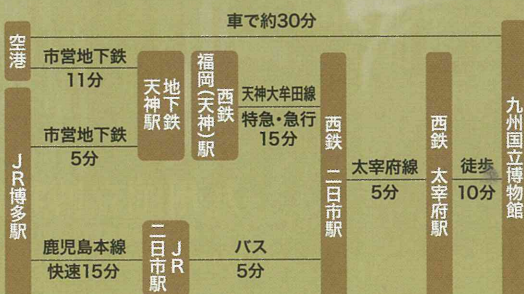 車で約30分
空港
市営地下鉄
11分
地下鉄
天神駅
西鉄
福岡(天神)駅
天神大牟田線
特急・急行
15分
JR博多駅
市営地下鉄
5分
西鉄 二日市駅
太宰府線
5分
西鉄 太宰府駅
徒歩
10分
九州国立博物館
鹿児島本線
快速15分
JR
二日市駅
バス
5分